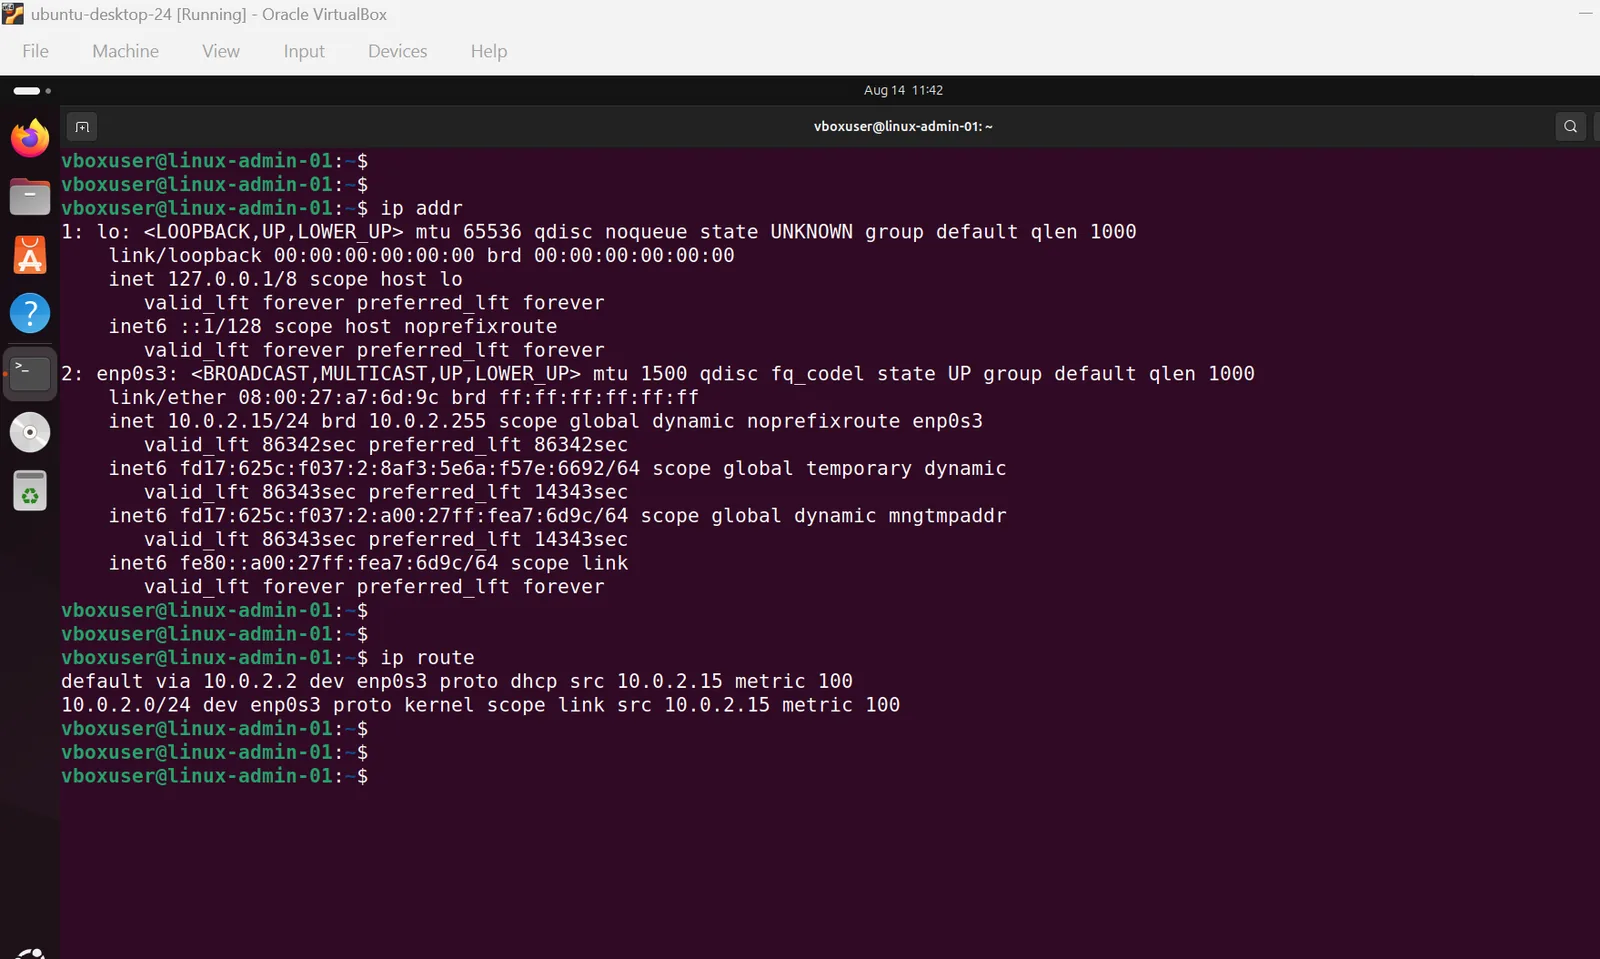 ubuntu-desktop-24 [Running] - Oracle VirtualBox
File Machine View Input Devices Help
Aug 14 11:42
vboxuser@linux-admin-01: ~
vboxuser@linux-admin-01:~$
vboxuser@linux-admin-01:~$
vboxuser@linux-admin-01:~$ ip addr
1: lo: <LOOPBACK,UP,LOWER_UP> mtu 65536 qdisc noqueue state UNKNOWN group default qlen 1000
    link/loopback 00:00:00:00:00:00 brd 00:00:00:00:00:00
    inet 127.0.0.1/8 scope host lo
       valid_lft forever preferred_lft forever
    inet6 ::1/128 scope host noprefixroute
       valid_lft forever preferred_lft forever
2: enp0s3: <BROADCAST,MULTICAST,UP,LOWER_UP> mtu 1500 qdisc fq_codel state UP group default qlen 1000
    link/ether 08:00:27:a7:6d:9c brd ff:ff:ff:ff:ff:ff
    inet 10.0.2.15/24 brd 10.0.2.255 scope global dynamic noprefixroute enp0s3
       valid_lft 86342sec preferred_lft 86342sec
    inet6 fd17:625c:f037:2:8af3:5e6a:f57e:6692/64 scope global temporary dynamic
       valid_lft 86343sec preferred_lft 14343sec
    inet6 fd17:625c:f037:2:a00:27ff:fea7:6d9c/64 scope global dynamic mngtmpaddr
       valid_lft 86343sec preferred_lft 14343sec
    inet6 fe80::a00:27ff:fea7:6d9c/64 scope link
       valid_lft forever preferred_lft forever
vboxuser@linux-admin-01:~$
vboxuser@linux-admin-01:~$
vboxuser@linux-admin-01:~$ ip route
default via 10.0.2.2 dev enp0s3 proto dhcp src 10.0.2.15 metric 100
10.0.2.0/24 dev enp0s3 proto kernel scope link src 10.0.2.15 metric 100
vboxuser@linux-admin-01:~$
vboxuser@linux-admin-01:~$
vboxuser@linux-admin-01:~$